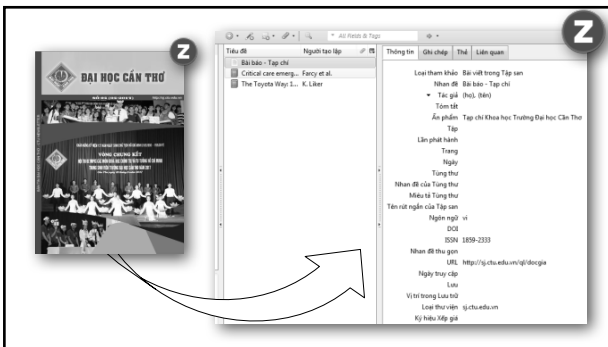 Z
ĐẠI HỌC CẦN THƠ
VÒNG CHUNG KẾT
Z
All Fields & Tags
Tiêu đề Người tạo lập
Bài báo - Tạp chí
Critical care emerg... Farcy et al.
The Toyota Way: 1... K. Liker
Thông tin Ghi chép Thẻ Liên quan
Loại tham khảo Bài viết trong Tập san
Nhan đề Bài báo - Tạp chí
Tác giả (họ), (tên)
Tóm tắt
Ấn phẩm Tạp chí Khoa học Trường Đại học Cần Thơ
Tập
Lần phát hành
Trang
Ngày
Tùng thư
Nhan đề của Tùng thư
Miêu tả Tùng thư
Tên rút ngắn của Tập san
Ngôn ngữ vi
DOI
ISSN 1859-2333
Nhan đề thu gọn
URL http://sj.ctu.edu.vn/ql/docgia
Ngày truy cập
Lưu
Vị trí trong Lưu trữ
Loại thư viện sj.ctu.edu.vn
Ký hiệu Xếp giá